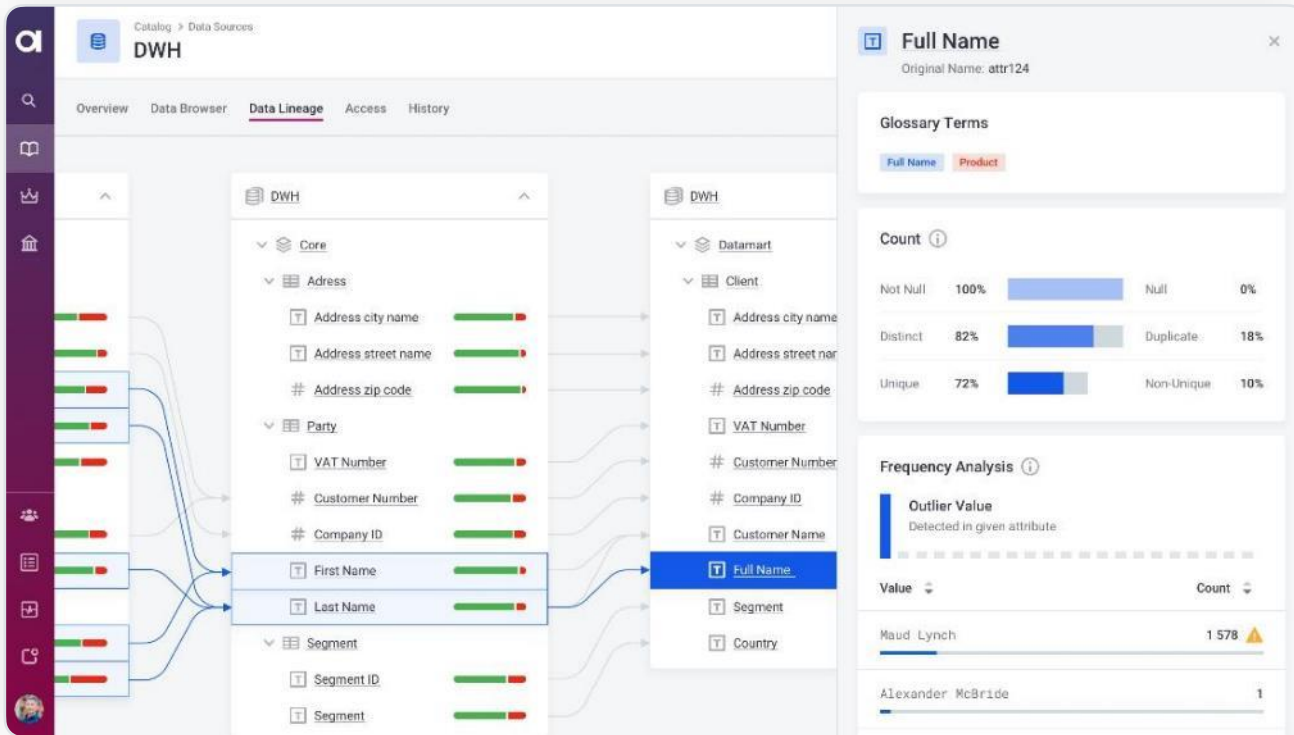 Catalog > Data Sources
DWH
Overview Data Browser Data Lineage Access History
DWH
Core
Adress
Address city name
Address street name
Address zip code
Party
VAT Number
Customer Number
Company ID
First Name
Last Name
Segment
Segment ID
Segment
DWH
Datamart
Client
Address city name
Address street nar
Address zip code
VAT Number
Customer Number
Company ID
Customer Name
Full Name
Segment
Country
Full Name
Original Name: attr124
Glossary Terms
Full Name Product
Count
Not Null 100% Null 0%
Distinct 82% Duplicate 18%
Unique 72% Non-Unique 10%
Frequency Analysis
Outlier Value
Detected in given attribute
Value Count
Maud Lynch 1 578
Alexander McBride 1